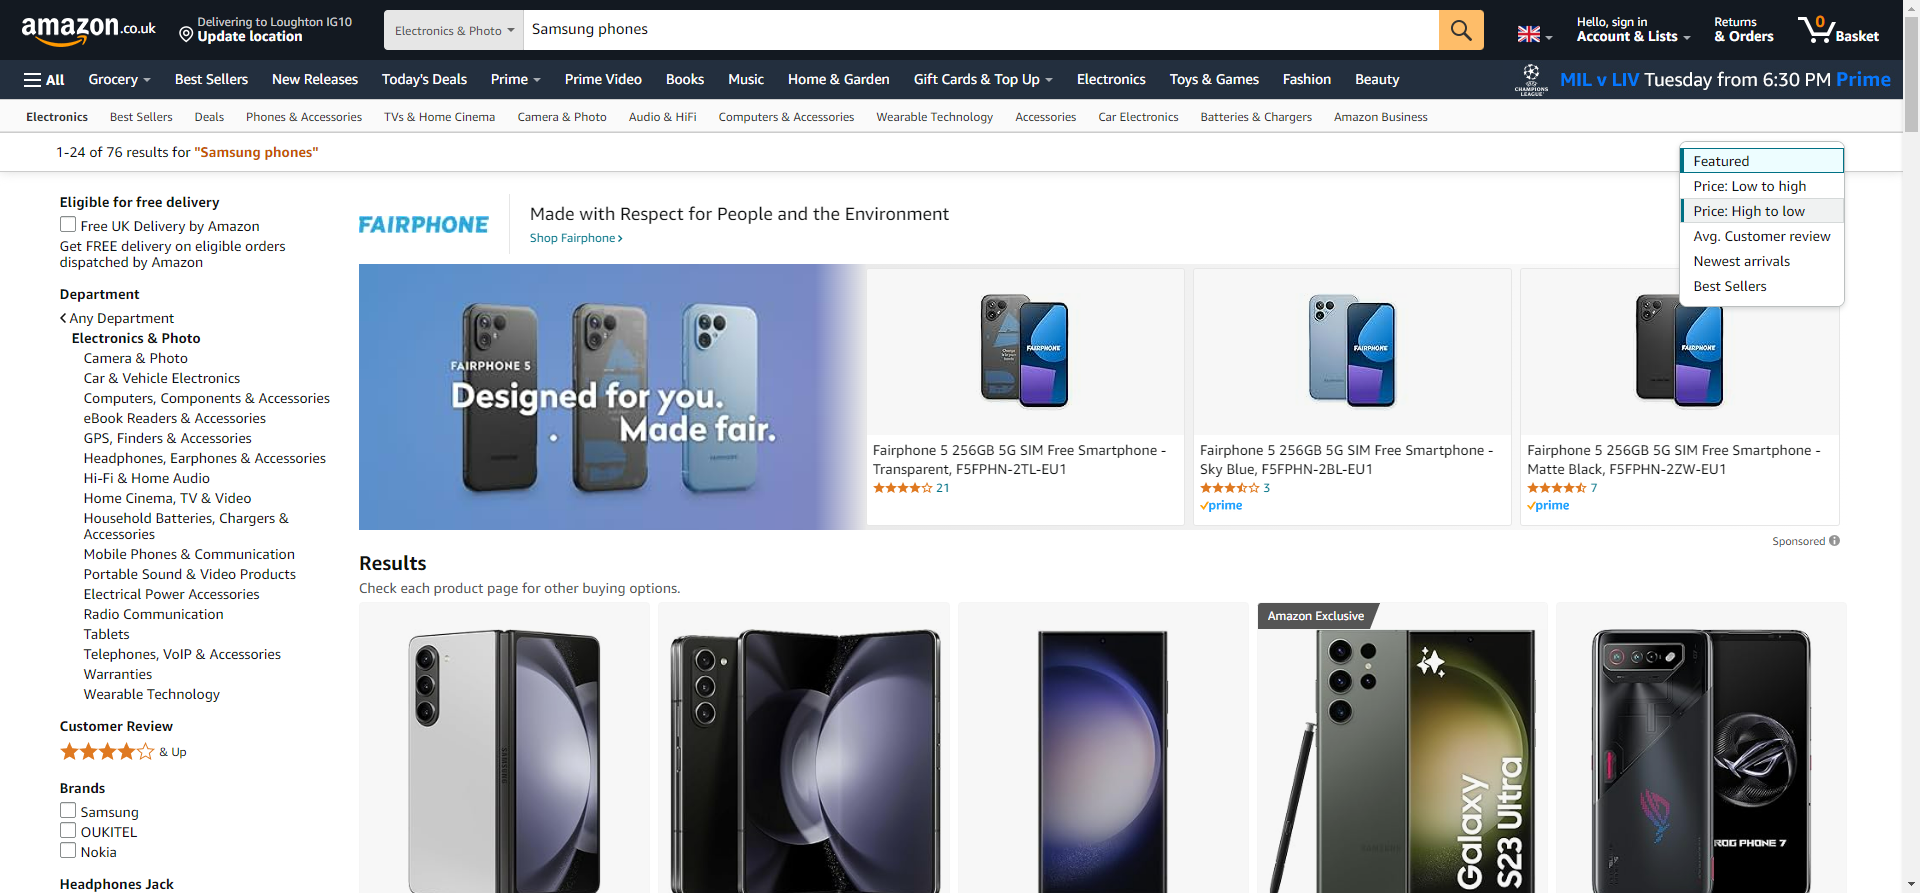 amazon.co.uk
Delivering to Loughton IG10
Update location
Electronics & Photo
Samsung phones
Hello, sign in
Account & Lists
Returns
& Orders
0
Basket
All
Grocery
Best Sellers
New Releases
Today's Deals
Prime
Prime Video
Books
Music
Home & Garden
Gift Cards & Top Up
Electronics
Toys & Games
Fashion
Beauty
CHAMPIONS LEAGUE
MIL v LIV Tuesday from 6:30 PM Prime
Electronics
Best Sellers
Deals
Phones & Accessories
TVs & Home Cinema
Camera & Photo
Audio & HiFi
Computers & Accessories
Wearable Technology
Accessories
Car Electronics
Batteries & Chargers
Amazon Business
1-24 of 76 results for "Samsung phones"
Featured
Price: Low to high
Price: High to low
Avg. Customer review
Newest arrivals
Best Sellers
Eligible for free delivery
Free UK Delivery by Amazon
Get FREE delivery on eligible orders
dispatched by Amazon
Department
Any Department
Electronics & Photo
Camera & Photo
Car & Vehicle Electronics
Computers, Components & Accessories
eBook Readers & Accessories
GPS, Finders & Accessories
Headphones, Earphones & Accessories
Hi-Fi & Home Audio
Home Cinema, TV & Video
Household Batteries, Chargers &
Accessories
Mobile Phones & Communication
Portable Sound & Video Products
Electrical Power Accessories
Radio Communication
Tablets
Telephones, VoIP & Accessories
Warranties
Wearable Technology
Customer Review
& Up
Brands
Samsung
OUKITEL
Nokia
Headphones Jack
FAIRPHONE
Made with Respect for People and the Environment
Shop Fairphone
FAIRPHONE 5
Designed for you.
Made fair.
FAIRPHONE
Fairphone 5 256GB 5G SIM Free Smartphone -
Transparent, F5FPHN-2TL-EU1
21
FAIRPHONE
Fairphone 5 256GB 5G SIM Free Smartphone -
Sky Blue, F5FPHN-2BL-EU1
3
prime
FAIRPHONE
Fairphone 5 256GB 5G SIM Free Smartphone -
Matte Black, F5FPHN-2ZW-EU1
7
prime
Sponsored
Results
Check each product page for other buying options.
SAMSUNG
Amazon Exclusive
Galaxy
S23 Ultra
ROG PHONE 7